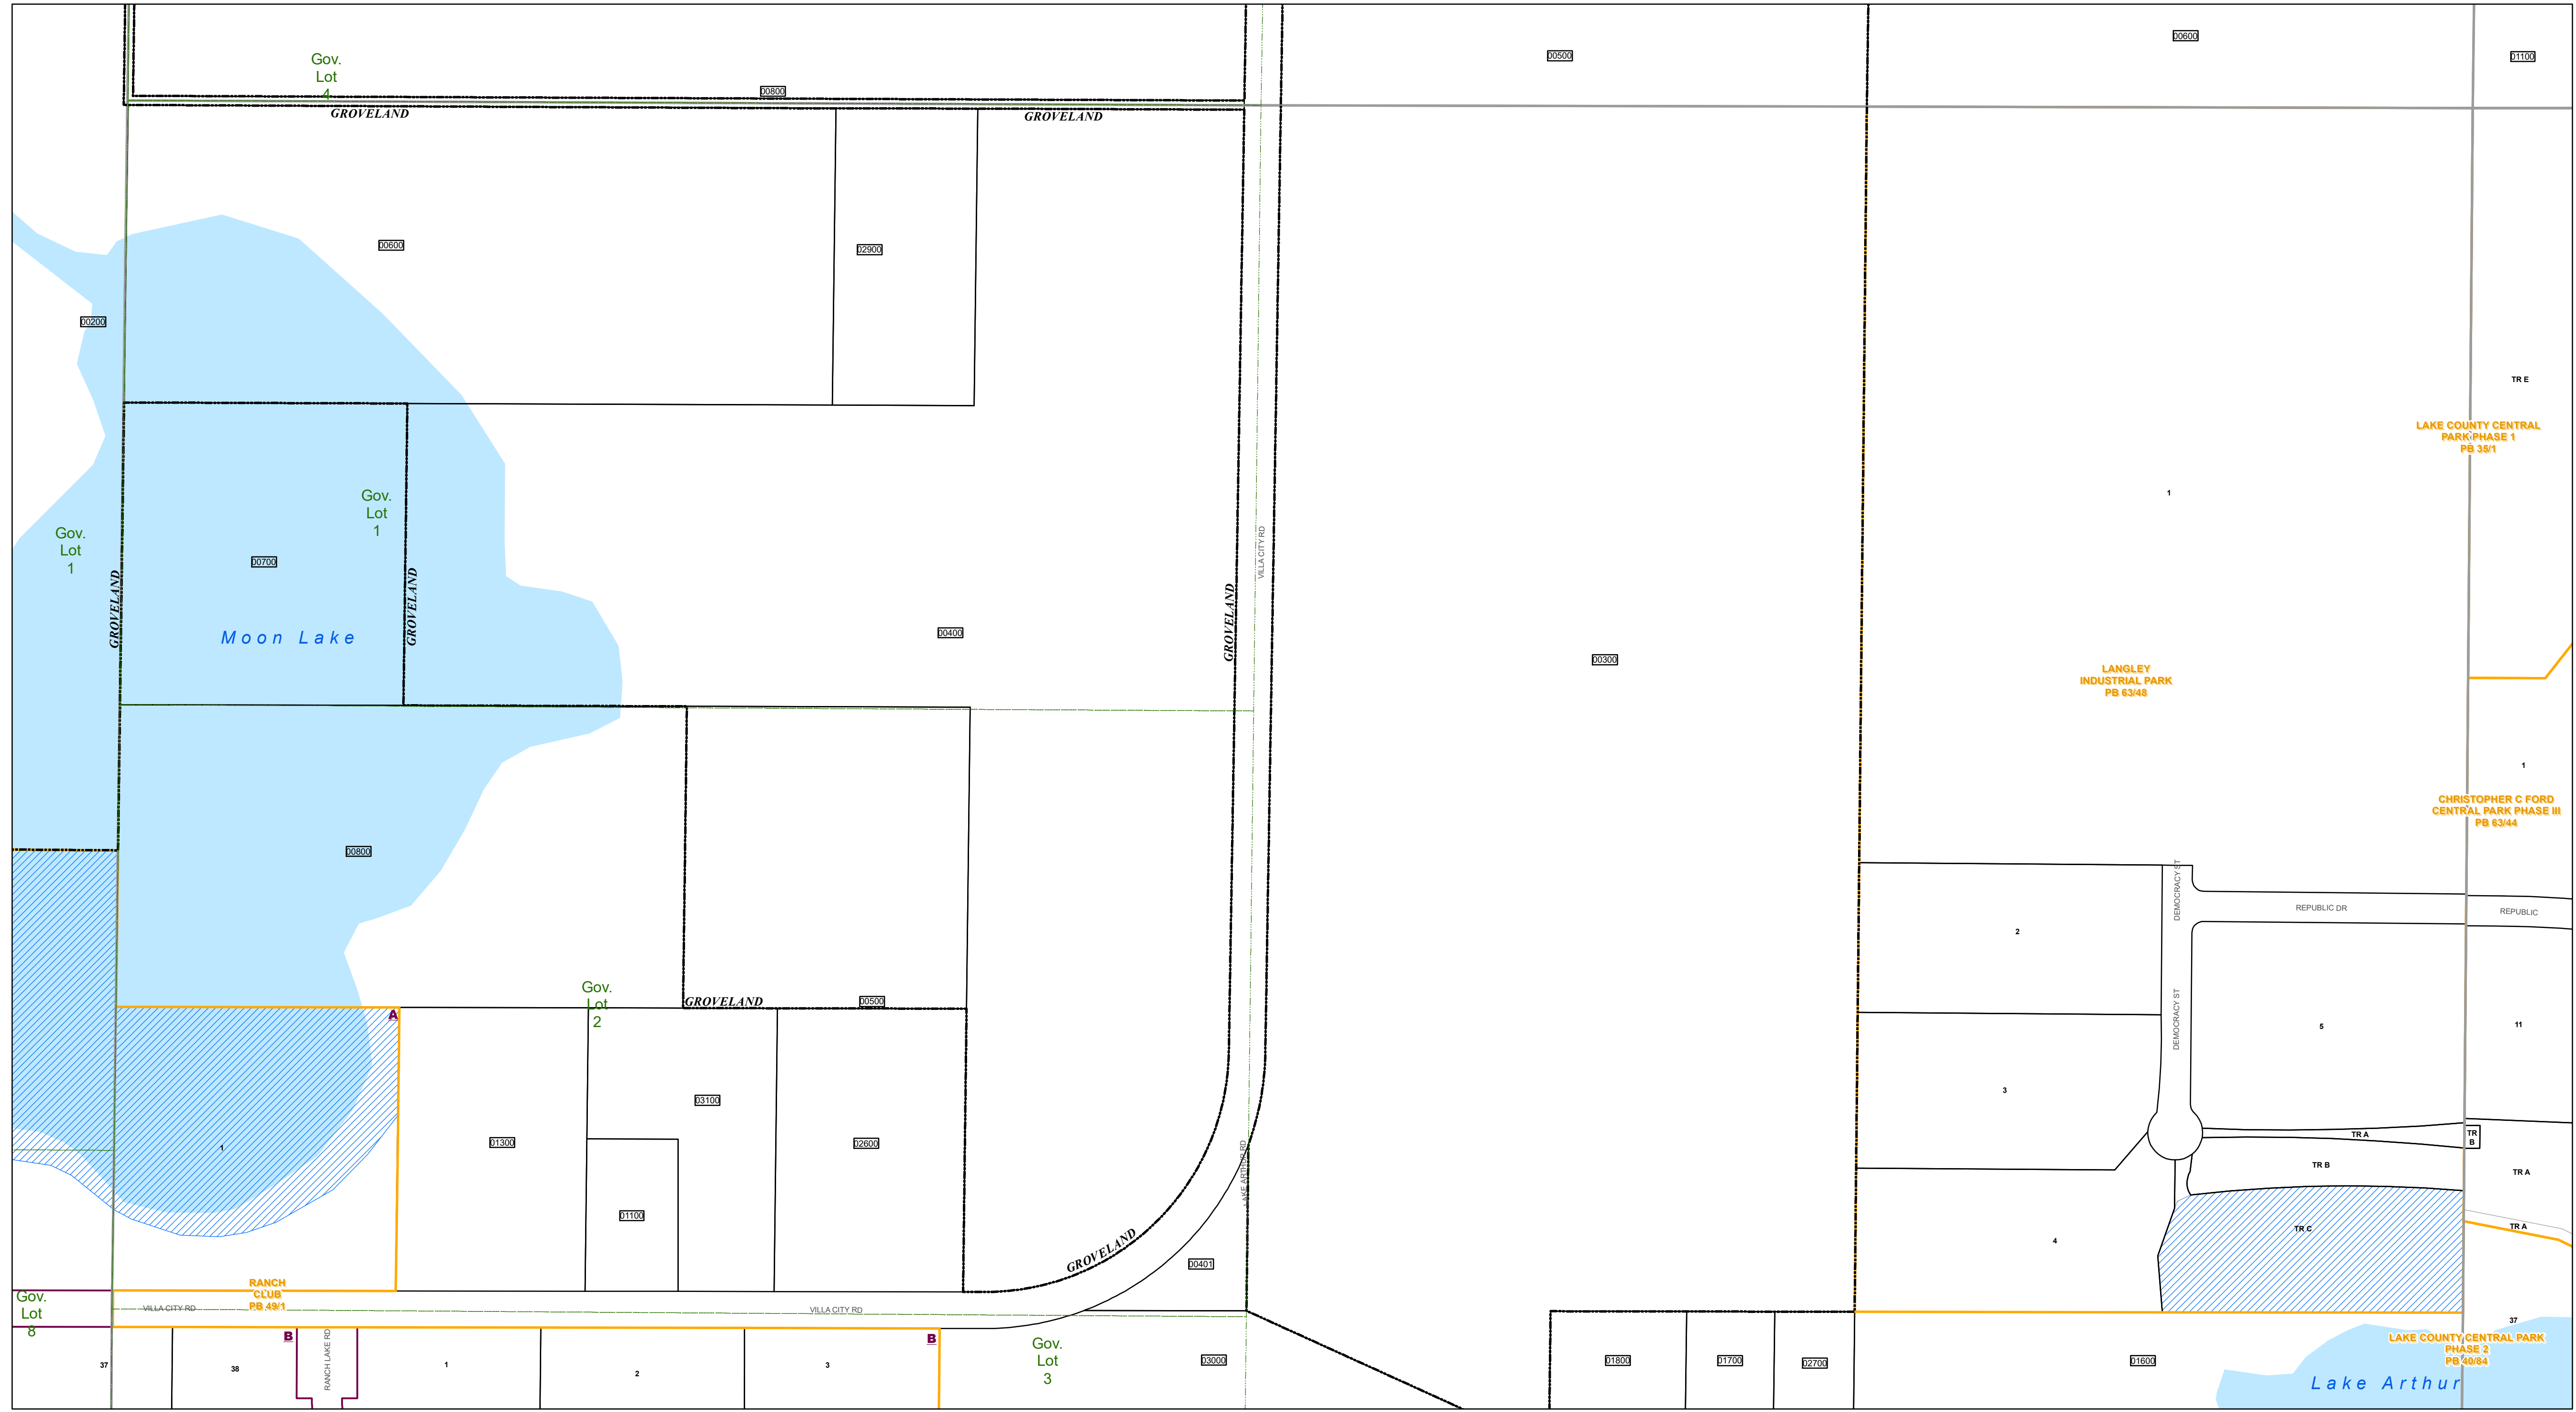 00600
00500
01100
Gov.
Lot
4
00800
GROVELAND
GROVELAND
00600
02900
00200
TR E
LAKE COUNTY CENTRAL
PARK PHASE 1
PB 35/1
1
Gov.
Lot
1
Gov.
Lot
1
VILLA CITY RD
00700
GROVELAND
GROVELAND
GROVELAND
Moon Lake
00400
00300
LANGLEY
INDUSTRIAL PARK
PB 63/48
1
CHRISTOPHER C FORD
CENTRAL PARK PHASE III
PB 63/44
00800
DEMOCRACY ST
REPUBLIC DR
REPUBLIC
2
Gov.
Lot
2
GROVELAND
00500
A
DEMOCRACY ST
5
11
3
03100
01300
02600
1
TR A
TR
B
TR B
TR A
LAKE ARTHUR RD
01100
TR C
TR A
4
GROVELAND
00401
RANCH
CLUB
PB 49/1
Gov.
Lot
8
VILLA CITY RD
VILLA CITY RD
B
B
RANCH LAKE RD
37
38
1
2
3
Gov.
Lot
3
03000
01800
01700
02700
01600
37
LAKE COUNTY CENTRAL PARK
PHASE 2
PB 40/84
Lake Arthur